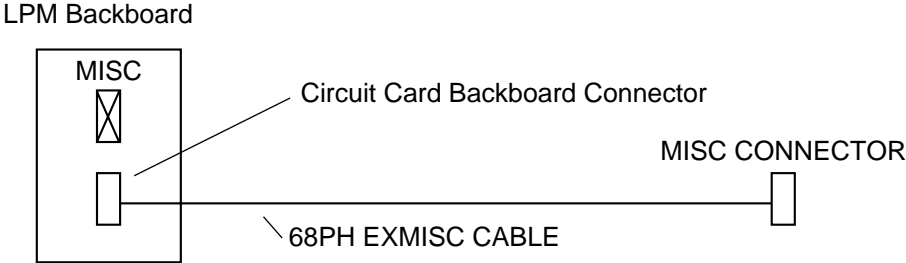 LPM Backboard
MISC
Circuit Card Backboard Connector
MISC CONNECTOR
68PH EXMISC CABLE